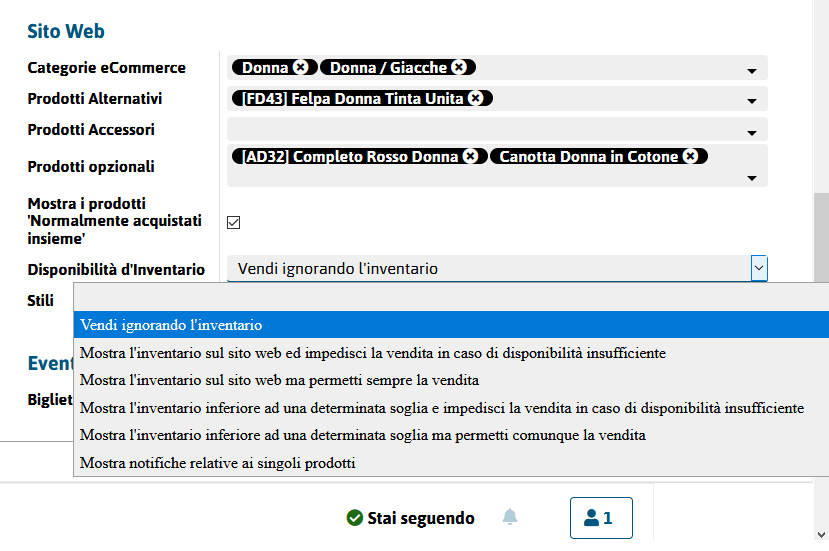 Sito Web
Categorie eCommerce
Donna
Donna / Giacche
Prodotti Alternativi
[FD43] Felpa Donna Tinta Unita
Prodotti Accessori
Prodotti opzionali
[AD32] Completo Rosso Donna
Canotta Donna in Cotone
Mostra i prodotti
'Normalmente acquistati
insieme'
Disponibilità d'Inventario
Vendi ignorando l'inventario
Stili
Vendi ignorando l'inventario
Mostra l'inventario sul sito web ed impedisci la vendita in caso di disponibilità insufficiente
Mostra l'inventario sul sito web ma permetti sempre la vendita
Mostra l'inventario inferiore ad una determinata soglia e impedisci la vendita in caso di disponibilità insufficiente
Mostra l'inventario inferiore ad una determinata soglia ma permetti comunque la vendita
Mostra notifiche relative ai singoli prodotti
Event
Bigliet
Stai seguendo
1